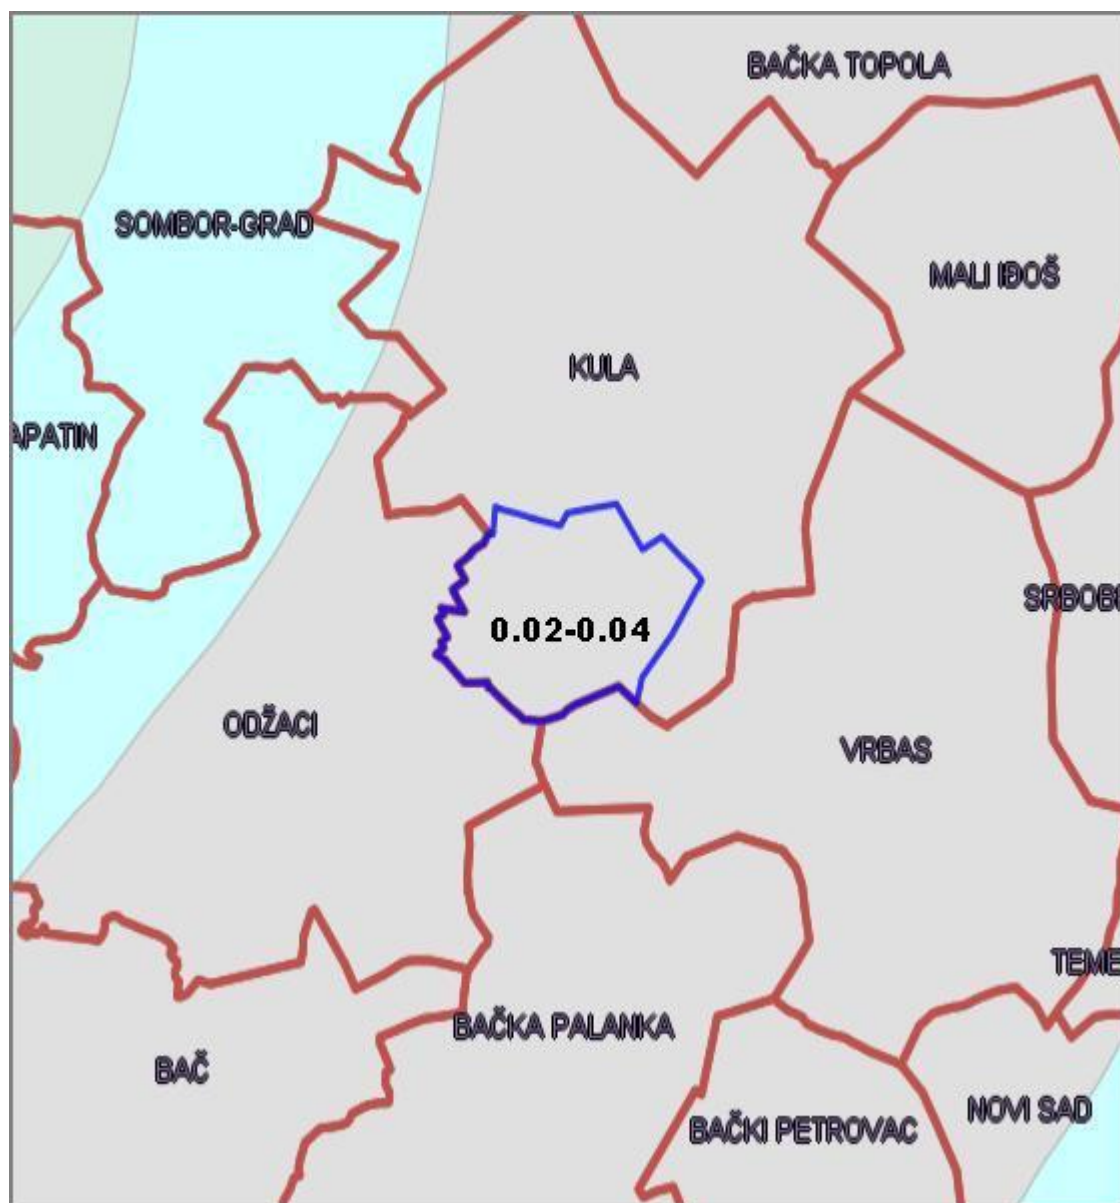 BAČKA TOPOLA
SOMBOR-GRAD
MALI IĐOŠ
KULA
APATIN
SRBOB
0.02-0.04
ODŽACI
VRBAS
TEME
BAČKA PALANKA
BAČ
NOVI SAD
BAČKI PETROVAC